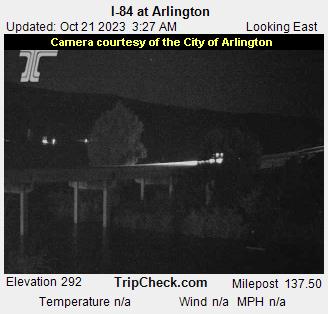 I-84 at Arlington
Updated: Oct 21 2023 3:27 AM Looking East
Camera courtesy of the City of Arlington
Elevation 292 TripCheck.com Milepost 137.50
Temperature n/a Wind n/a MPH n/a